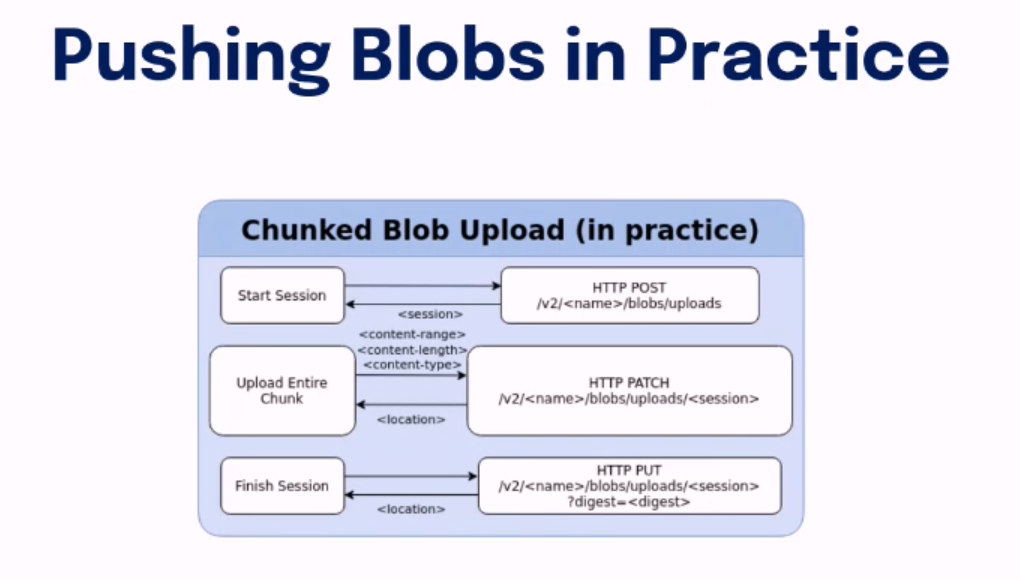 Pushing Blobs in Practice
Chunked Blob Upload (in practice)
Start Session
HTTP POST
/v2/<name>/blobs/uploads
<session>
<content-range>
<content-length>
<content-type>
Upload Entire
Chunk
HTTP PATCH
/v2/<name>/blobs/uploads/<session>
<location>
Finish Session
HTTP PUT
/v2/<name>/blobs/uploads/<session>
?digest=<digest>
<location>